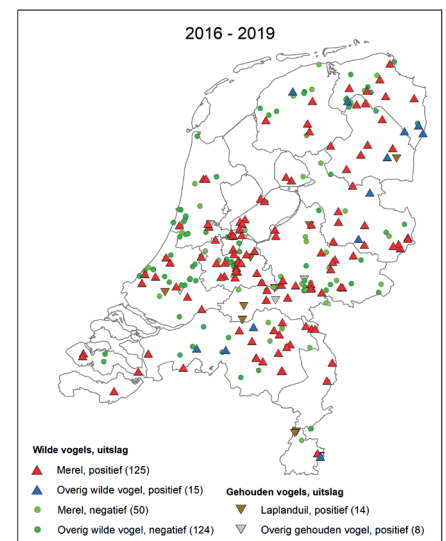 2016 - 2019
Wilde vogels, uitslag
Merel, positief (125)
Overig wilde vogel, positief (15)
Merel, negatief (50)
Overig wilde vogel, negatief (124)
Gehouden vogels, uitslag
Laplanduil, positief (14)
Overig gehouden vogel, positief (8)